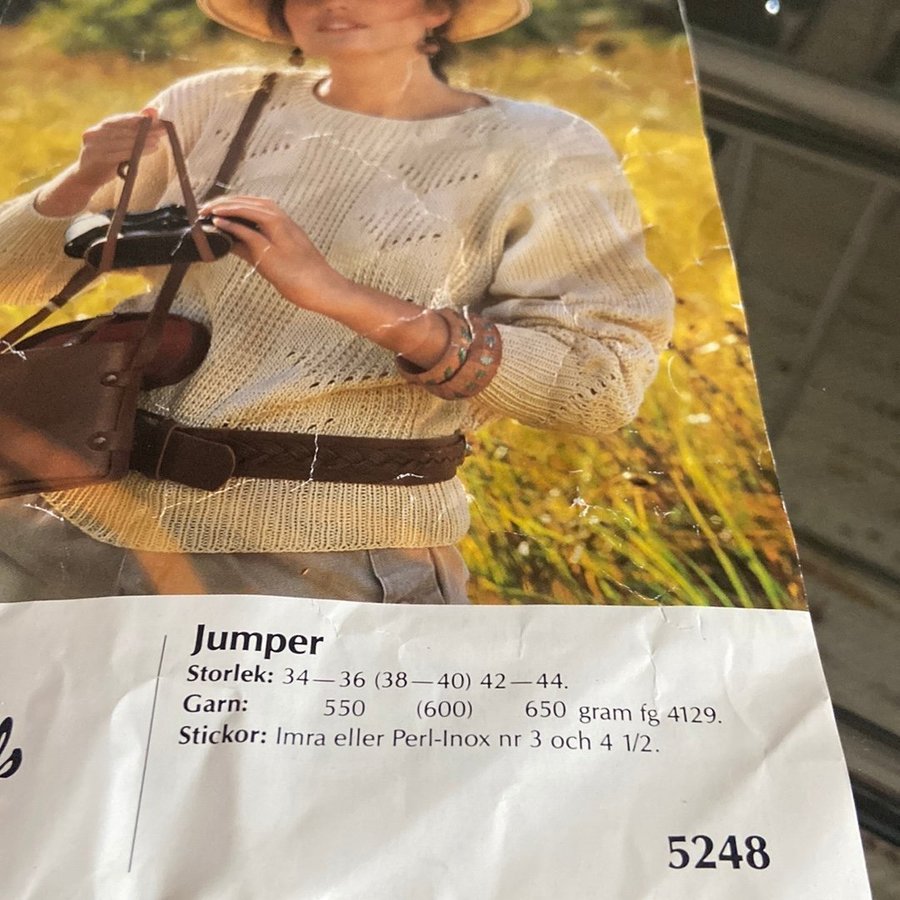 Jumper
Storlek: 34—36 (38—40) 42—44.
Garn: 550 (600) 650 gram fg 4129.
Stickor: Imra eller Perl-Inox nr 3 och 4 1/2.
5248